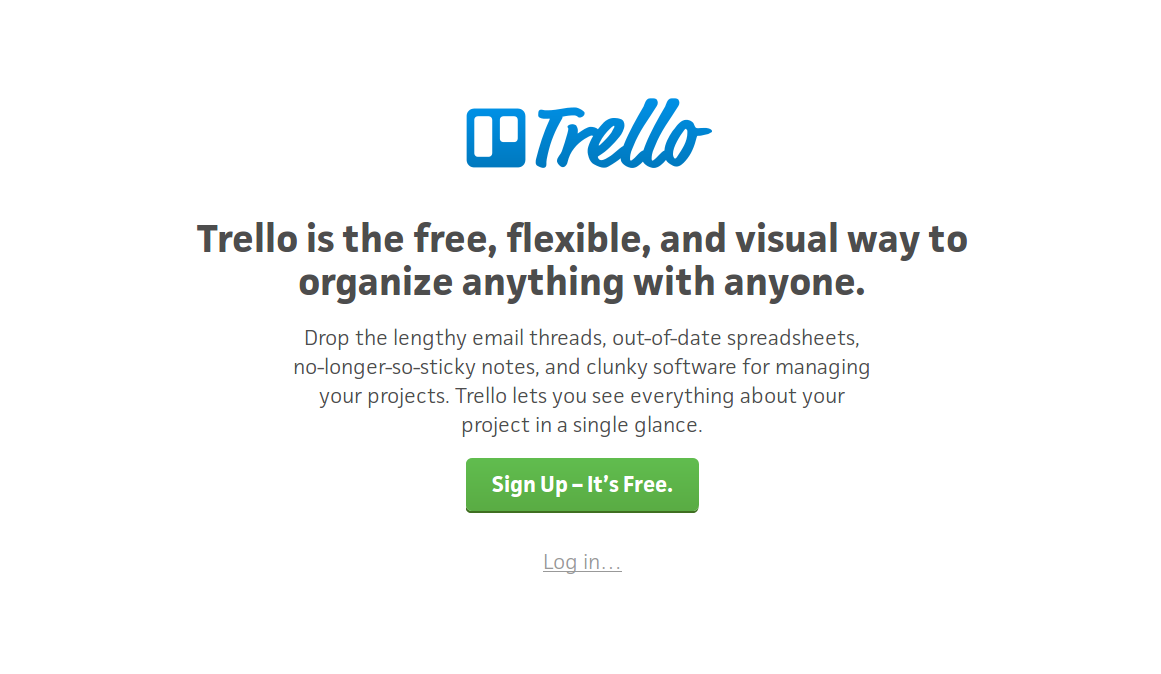 Trello
Trello is the free, flexible, and visual way to
organize anything with anyone.
Drop the lengthy email threads, out-of-date spreadsheets,
no-longer-so-sticky notes, and clunky software for managing
your projects. Trello lets you see everything about your
project in a single glance.
Sign Up – It’s Free.
Log in…